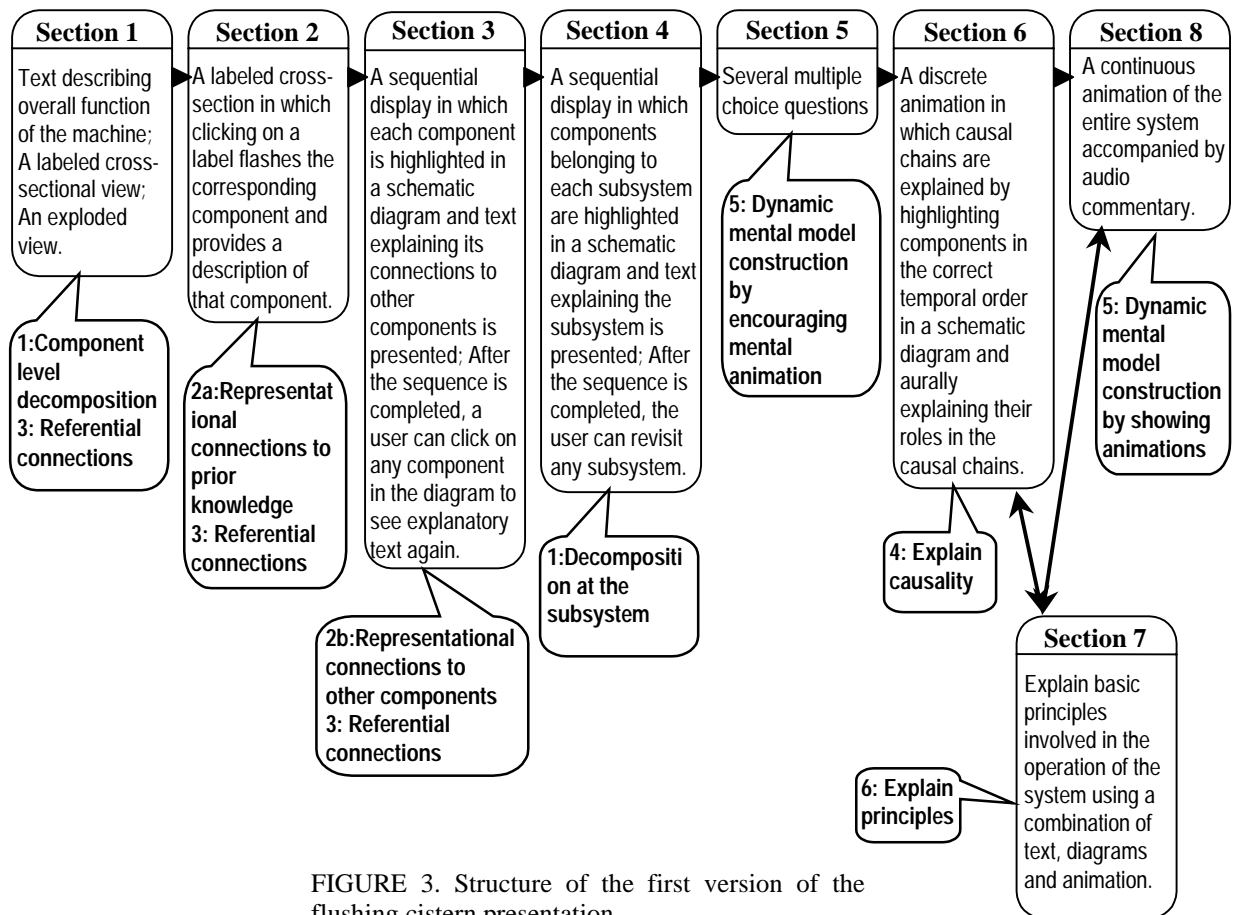 Section 1
Text describing
overall function
of the machine;
A labeled cross-
sectional view;
An exploded
view.
1:Component
level
decomposition
3: Referential
connections
Section 2
A labeled cross-
section in which
clicking on a
label flashes the
corresponding
component and
provides a
description of
that component.
2a:Representat
ional
connections to
prior
knowledge
3: Referential
connections
Section 3
A sequential
display in which
each component
is highlighted in
a schematic
diagram and text
explaining its
connections to
other
components is
presented; After
the sequence is
completed, a
user can click on
any component
in the diagram to
see explanatory
text again.
2b:Representational
connections to
other components
3: Referential
connections
Section 4
A sequential
display in which
components
belonging to
each subsystem
are highlighted
in a schematic
diagram and text
explaining the
subsystem is
presented; After
the sequence is
completed, the
user can revisit
any subsystem.
1:Decompositi
on at the
subsystem
Section 5
Several multiple
choice questions
5: Dynamic
mental model
construction
by
encouraging
mental
animation
Section 6
A discrete
animation in
which causal
chains are
explained by
highlighting
components in
the correct
temporal order
in a schematic
diagram and
aurally
explaining their
roles in the
causal chains.
4: Explain
causality
Section 8
A continuous
animation of the
entire system
accompanied by
audio
commentary.
5: Dynamic
mental
model
construction
by showing
animations
Section 7
Explain basic
principles
involved in the
operation of the
system using a
combination of
text, diagrams
and animation.
6: Explain
principles
FIGURE 3. Structure of the first version of the
flushing cistern presentation